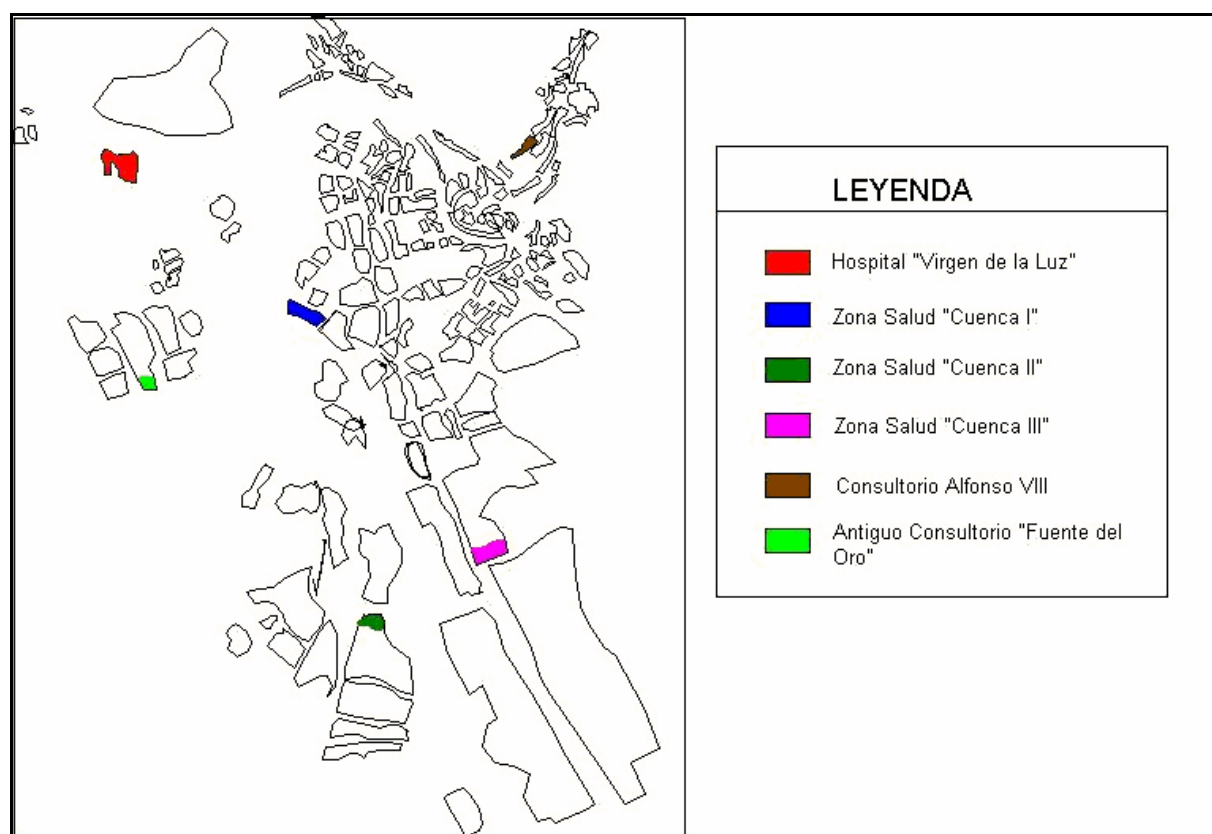 LEYENDA
Hospital "Virgen de la Luz"
Zona Salud "Cuenca I"
Zona Salud "Cuenca II"
Zona Salud "Cuenca III"
Consultorio Alfonso VIII
Antiguo Consultorio "Fuente del
Oro"